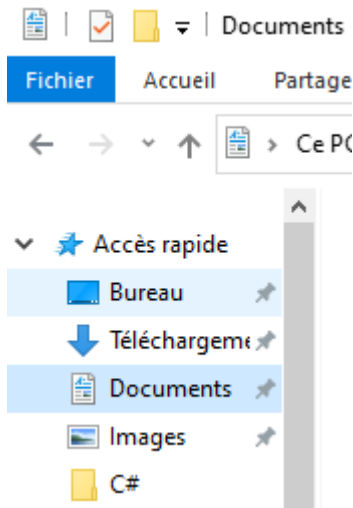 Documents
Fichier Accueil Partage
Ce PC
Accès rapide
Bureau
Téléchargeme
Documents
Images
C#